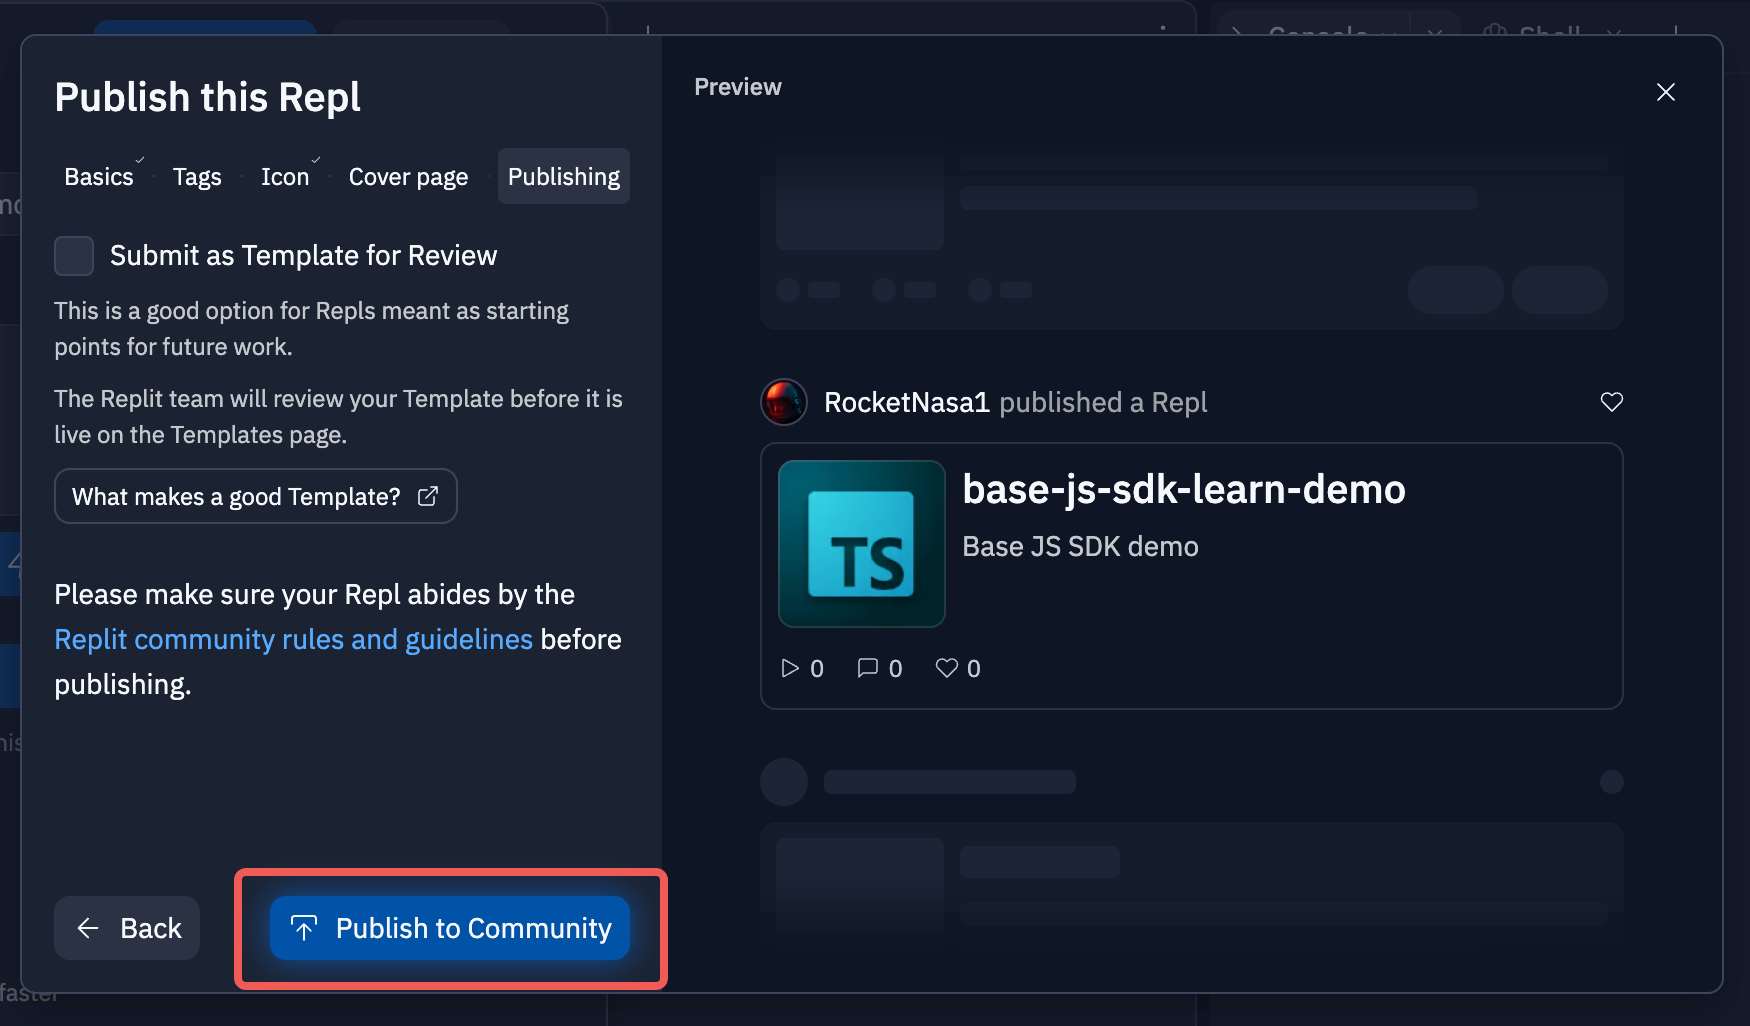 Console
Shell
Publish this Repl
Basics
Tags
Icon
Cover page
Publishing
Submit as Template for Review
This is a good option for Repls meant as starting
points for future work.
The Replit team will review your Template before it is
live on the Templates page.
What makes a good Template?
Please make sure your Repl abides by the
Replit community rules and guidelines before
publishing.
Back
Publish to Community
Preview
RocketNasa1 published a Repl
TS
base-js-sdk-learn-demo
Base JS SDK demo
0
0
0
faster